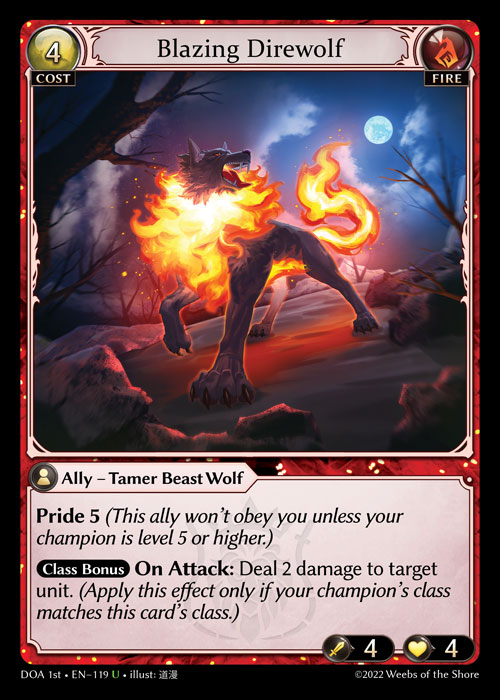 4
Blazing Direwolf
COST
FIRE
Ally – Tamer Beast Wolf
Pride 5 (This ally won't obey you unless your
champion is level 5 or higher.)
Class Bonus On Attack: Deal 2 damage to target
unit. (Apply this effect only if your champion's class
matches this card's class.)
4
4
DOA 1st • EN–119 U • illust: 道漫
©2022 Weebs of the Shore